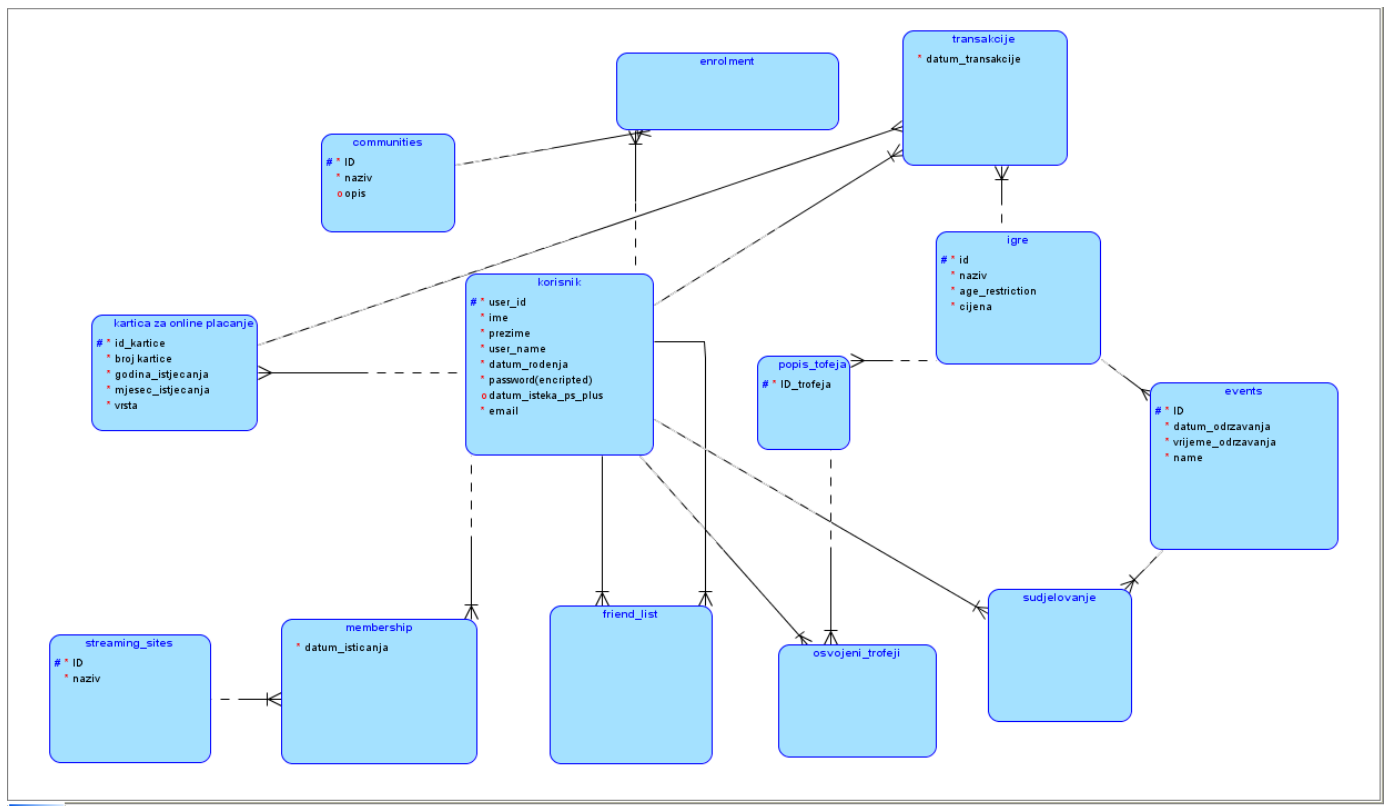 transakcije
* datum_transakcije
enrolment
communities
# * ID
* naziv
o opis
igre
# * id
* naziv
* age_restriction
* cijena
korisnik
# * user_id
* ime
* prezime
* user_name
* datum_rodenja
* password(encripted)
o datum_isteka_ps_plus
* email
kartica za online placanje
# * id_kartice
* broj kartice
* godina_istjecanja
* mjesec_istjecanja
* vrsta
popis_tofeja
# * ID_trofeja
events
# * ID
* datum_odrzavanja
* vrijeme_odrzavanja
* name
streaming_sites
# * ID
* naziv
membership
* datum_isticanja
friend_list
osvojeni_trofeji
sudjelovanje